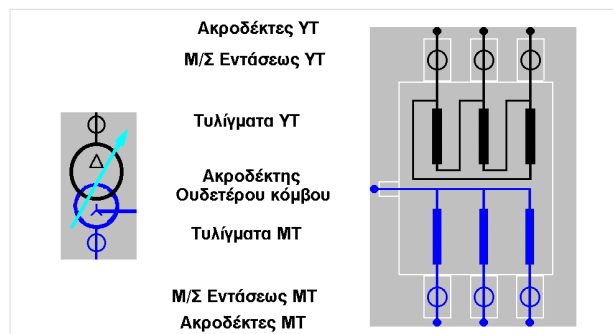 Ακροδέκτες ΥΤ
Μ/Σ Εντάσεως ΥΤ
Τυλίγματα ΥΤ
Ακροδέκτης
Ουδετέρου κόμβου
Τυλίγματα ΜΤ
Μ/Σ Εντάσεως ΜΤ
Ακροδέκτες ΜΤ